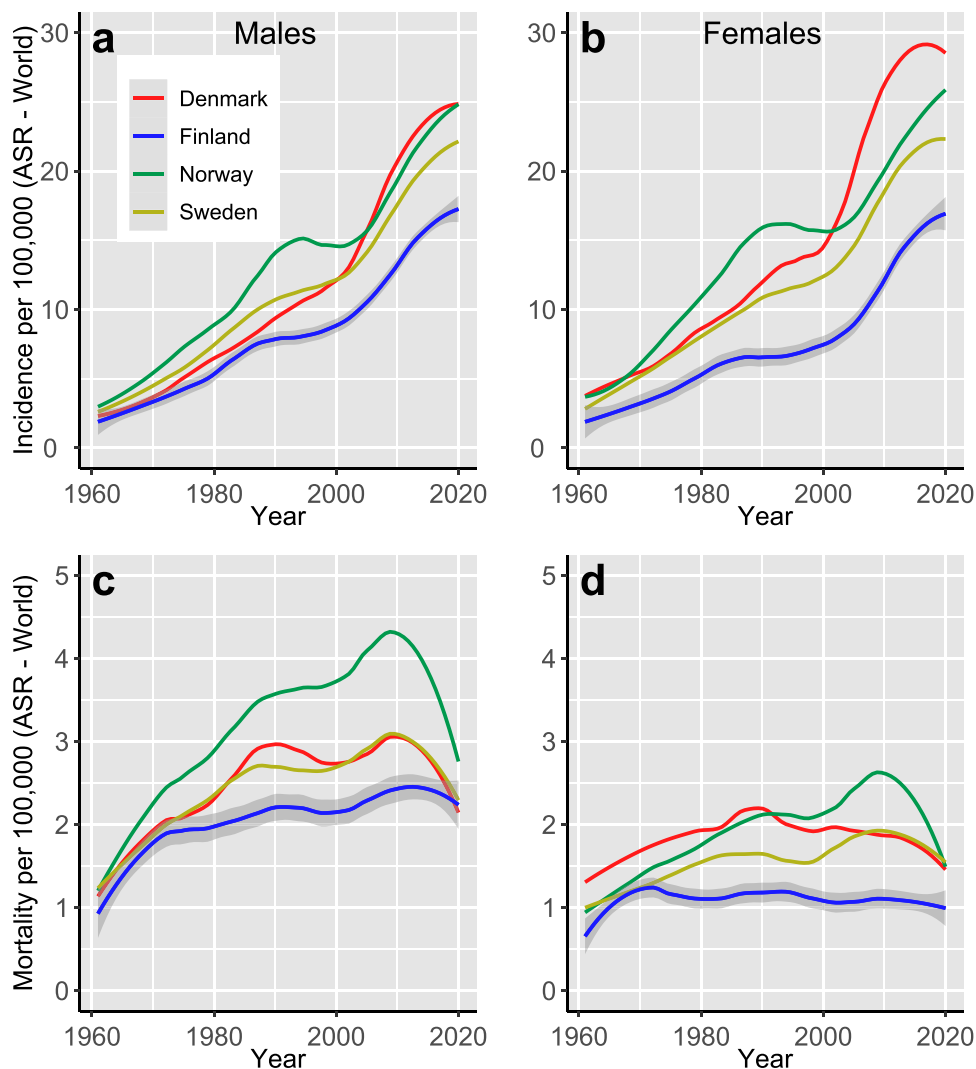 a
Males
Incidence per 100,000 (ASR - World)
30
20
10
0
Denmark
Finland
Norway
Sweden
1960
1980
2000
2020
Year
b
Females
30
20
10
0
1960
1980
2000
2020
Year
c
Mortality per 100,000 (ASR - World)
5
4
3
2
1
0
1960
1980
2000
2020
Year
d
5
4
3
2
1
0
1960
1980
2000
2020
Year